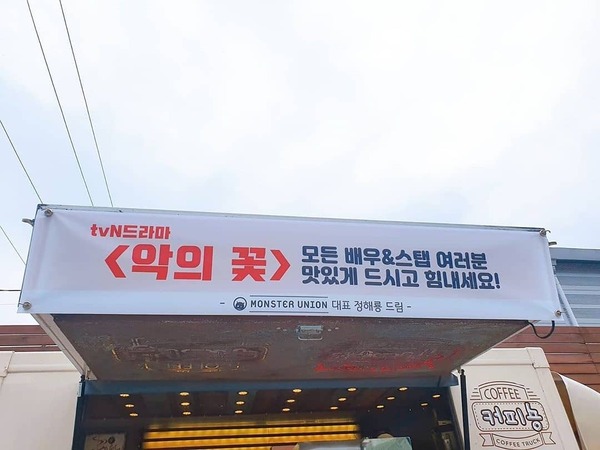 tvN드라마
<악의 꽃>
모든 배우&스탭 여러분
맛있게 드시고 힘내세요!
- MONSTER UNION 대표 정해룡 드림 -
COFFEE
커피홍
COFFEE TRUCK